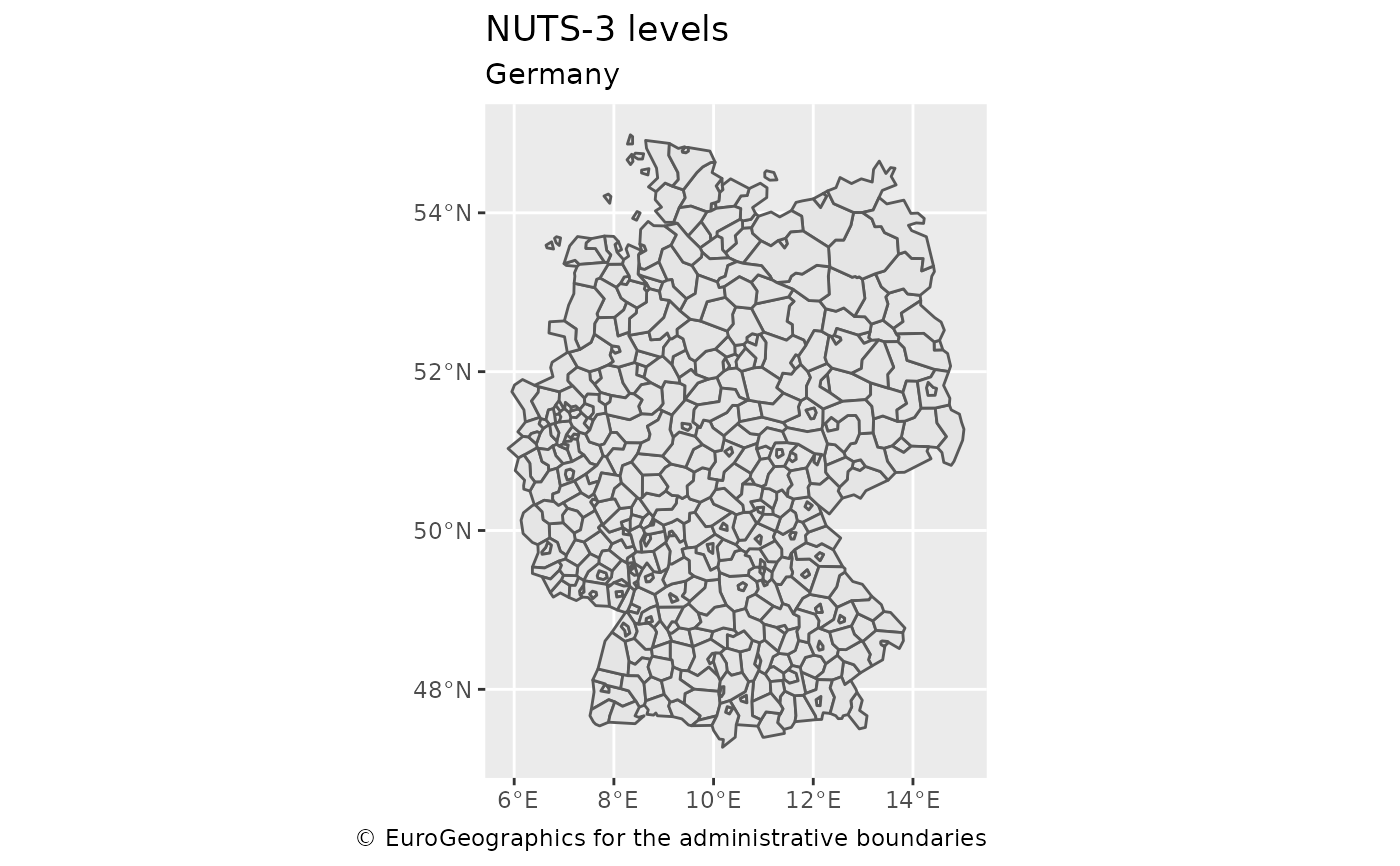 NUTS-3 levels
Germany
54°N
52°N
50°N
48°N
6°E 8°E 10°E 12°E 14°E
© EuroGeographics for the administrative boundaries